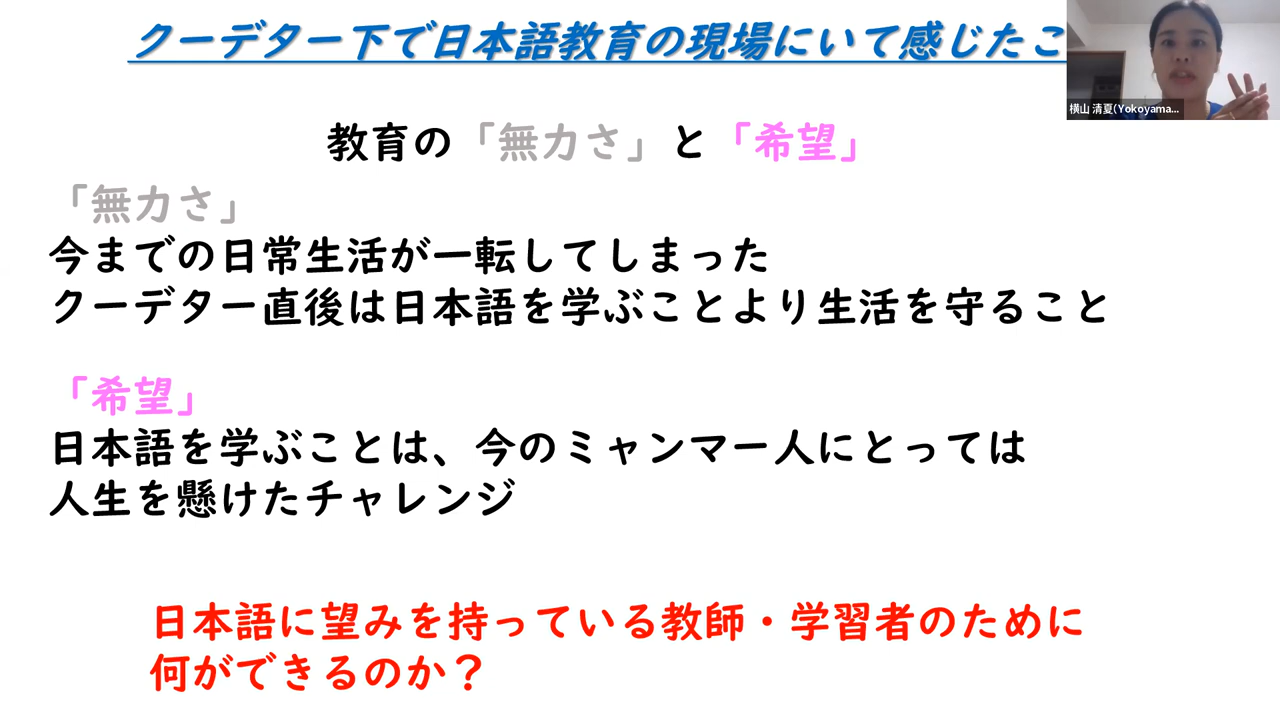 クーデター下で日本語教育の現場にいて感じたこ
横山 清夏(Yokoyama...
教育の「無力さ」と「希望」
「無力さ」
今までの日常生活が一転してしまった
クーデター直後は日本語を学ぶことより生活を守ること
「希望」
日本語を学ぶことは、今のミャンマー人にとっては
人生を懸けたチャレンジ
日本語に望みを持っている教師・学習者のために
何ができるのか？